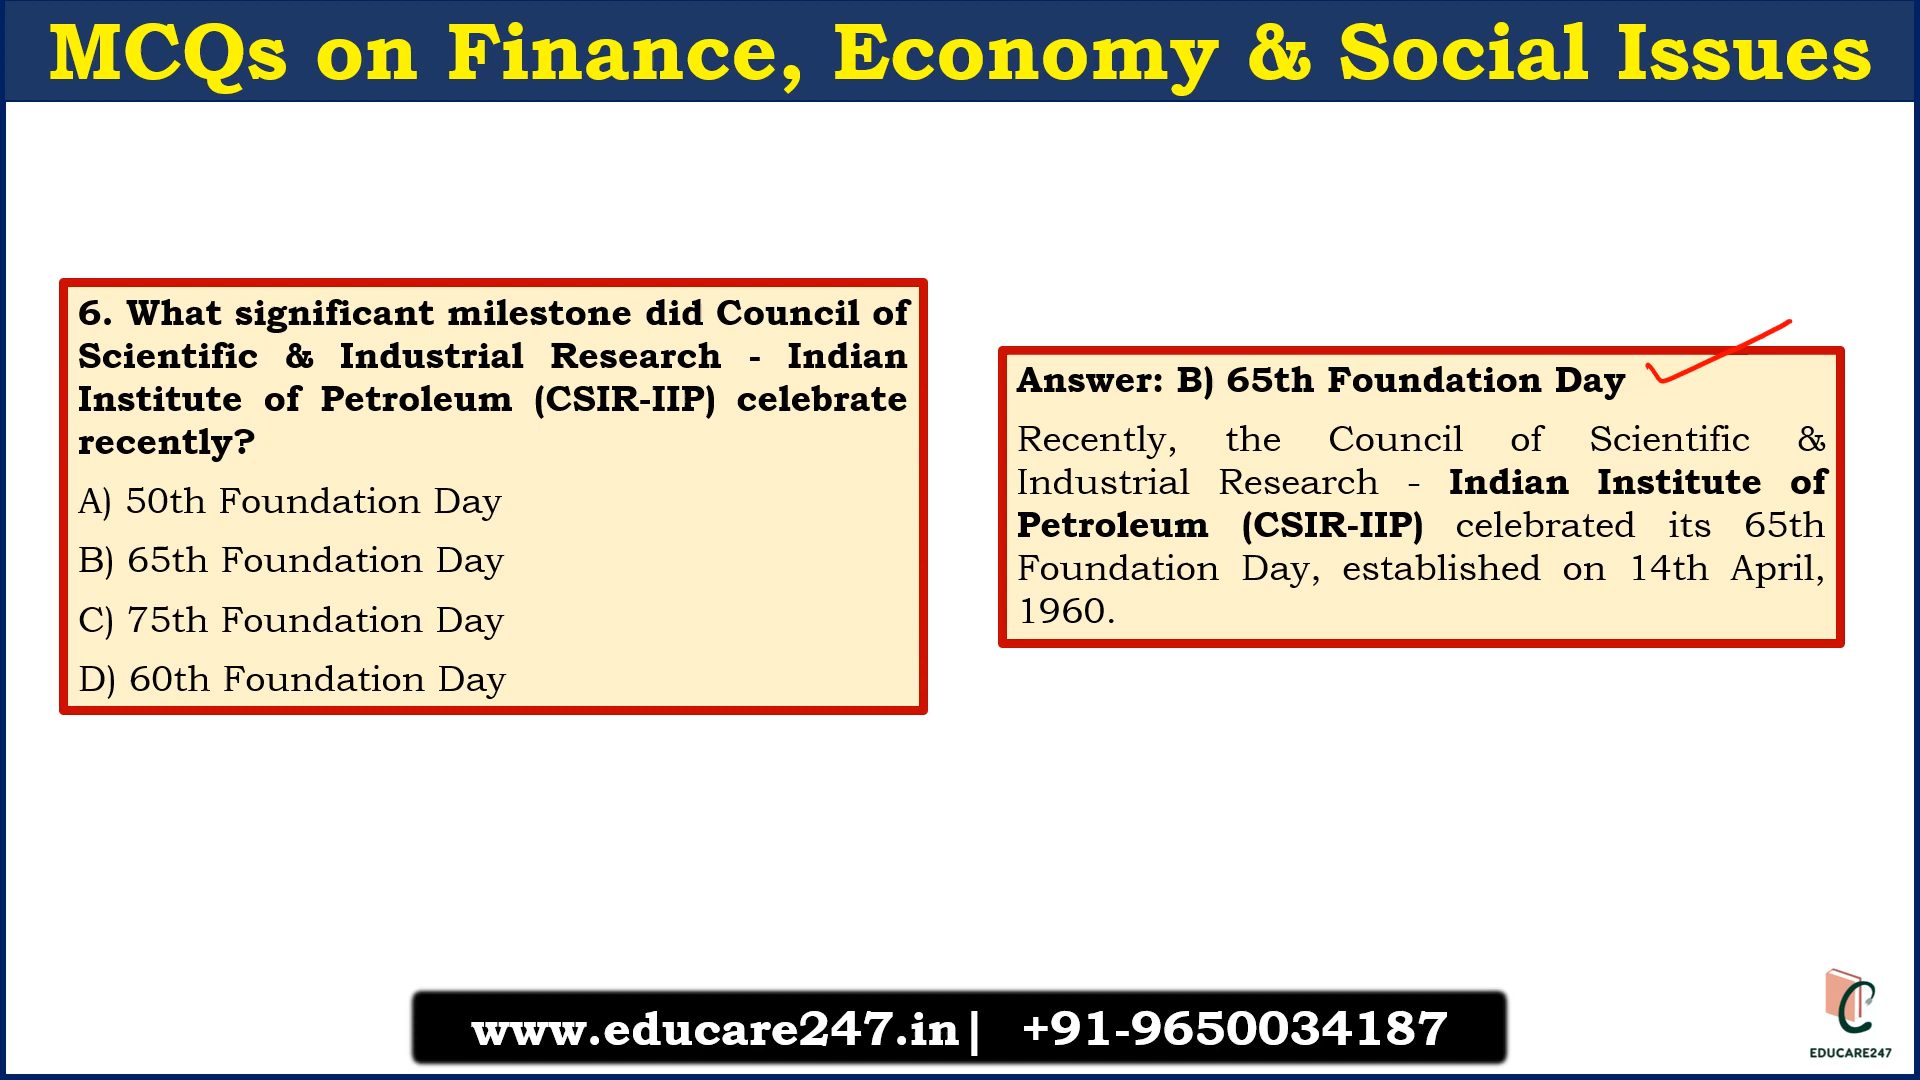 MCQs on Finance, Economy & Social Issues
6. What significant milestone did Council of
Scientific & Industrial Research - Indian
Institute of Petroleum (CSIR-IIP) celebrate
recently?
A) 50th Foundation Day
B) 65th Foundation Day
C) 75th Foundation Day
D) 60th Foundation Day
Answer: B) 65th Foundation Day
Recently, the Council of Scientific &
Industrial Research - Indian Institute of
Petroleum (CSIR-IIP) celebrated its 65th
Foundation Day, established on 14th April,
1960.
www.educare247.in| +91-9650034187
EDUCARE247